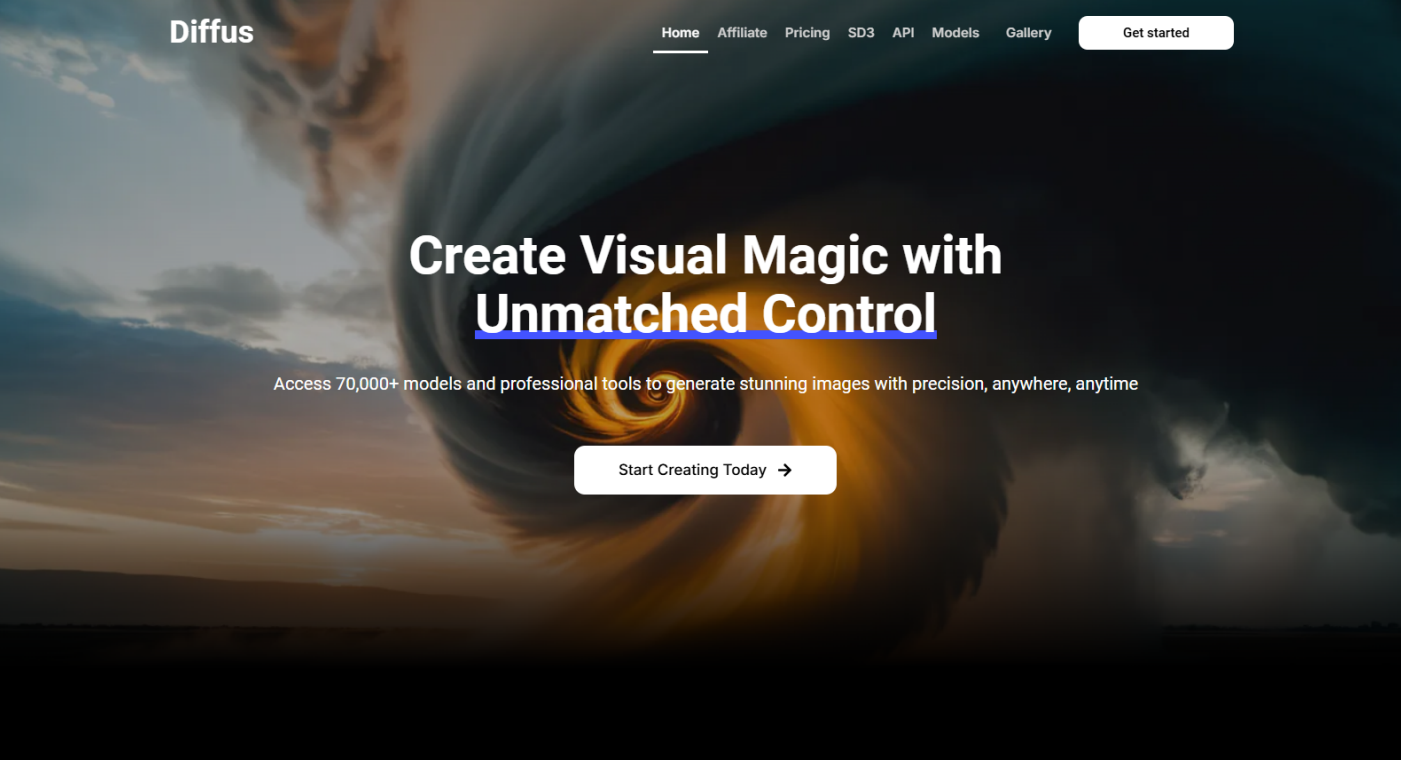 Diffus
Home Affiliate Pricing SD3 API Models Gallery Get started
Create Visual Magic with
Unmatched Control
Access 70,000+ models and professional tools to generate stunning images with precision, anywhere, anytime
Start Creating Today